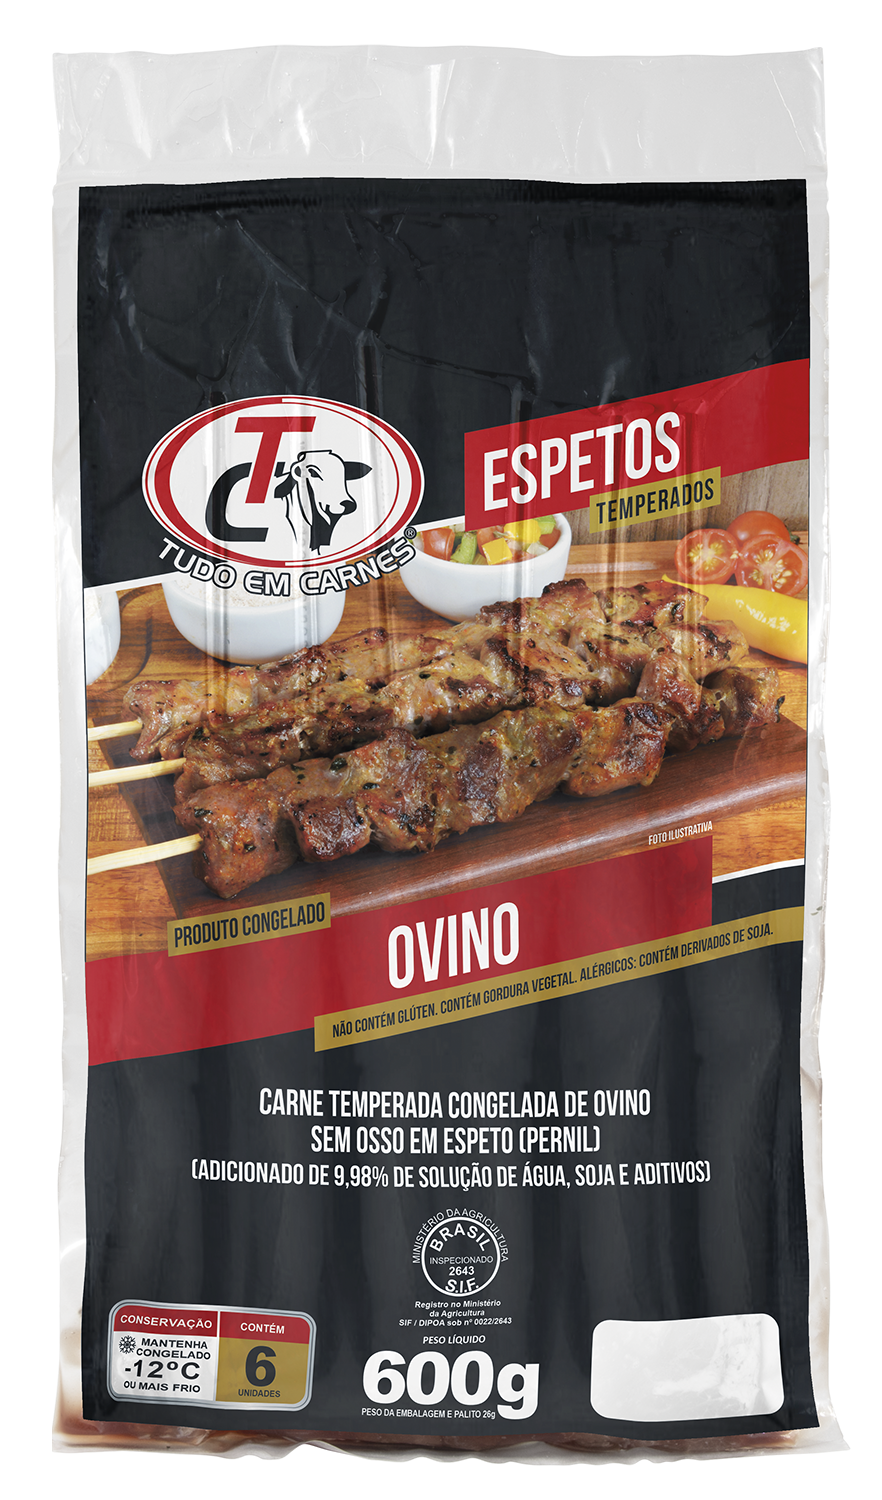 TC
TUDO EM CARNES®
ESPETOS
TEMPERADOS
FOTO ILUSTRATIVA
PRODUTO CONGELADO
OVINO
NÃO CONTÉM GLÚTEN. CONTÉM GORDURA VEGETAL. ALÉRGICOS: CONTÉM DERIVADOS DE SOJA.
CARNE TEMPERADA CONGELADA DE OVINO
SEM OSSO EM ESPETO (PERNIL)
(ADICIONADO DE 9,98% DE SOLUÇÃO DE ÁGUA, SOJA E ADITIVOS)
MINISTÉRIO DA AGRICULTURA
BRASIL
INSPECIONADO
2643
S.I.F.
Registro no Ministério
da Agricultura
SIF / DIPOA sob nº 0022/2643
CONSERVAÇÃO
MANTENHA
CONGELADO
-12°C
OU MAIS FRIO
CONTÉM
6
UNIDADES
PESO LÍQUIDO
600g
PESO DA EMBALAGEM E PALITO 26g